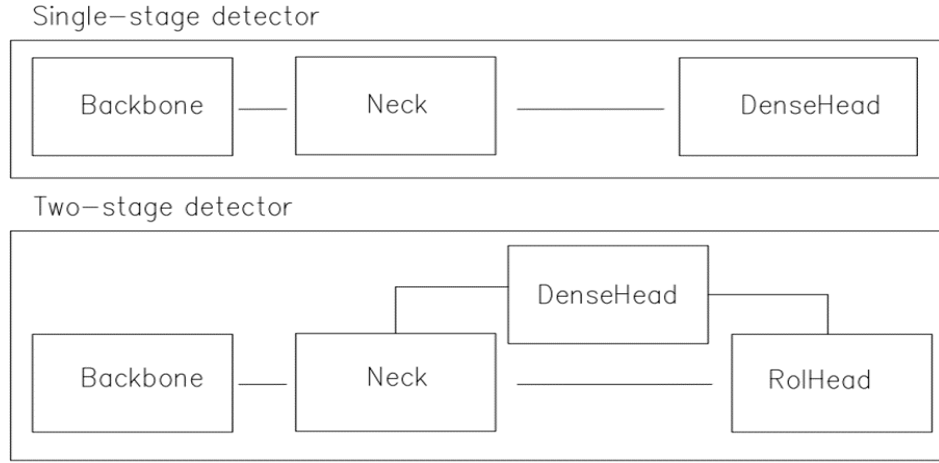 Single-stage detector
Backbone
Neck
DenseHead
Two-stage detector
DenseHead
Backbone
Neck
RoIHead